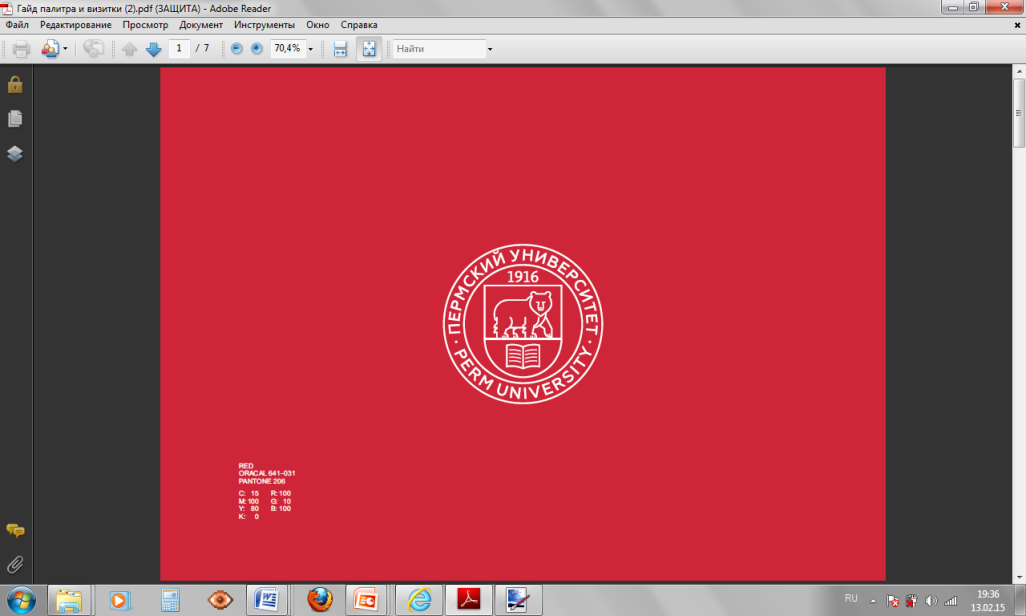 Гайд палитра и визитки (2).pdf (ЗАЩИТА) - Adobe Reader
Файл Редактирование Просмотр Документ Инструменты Окно Справка
1 / 7 70,4% Найти
ПЕРМСКИЙ УНИВЕРСИТЕТ
1916
PERM UNIVERSITY
RED
ORACAL 641-031
PANTONE 206
C: 15 R: 100
M: 100 G: 10
Y: 80 B: 100
K: 0
RU 19:36
13.02.15